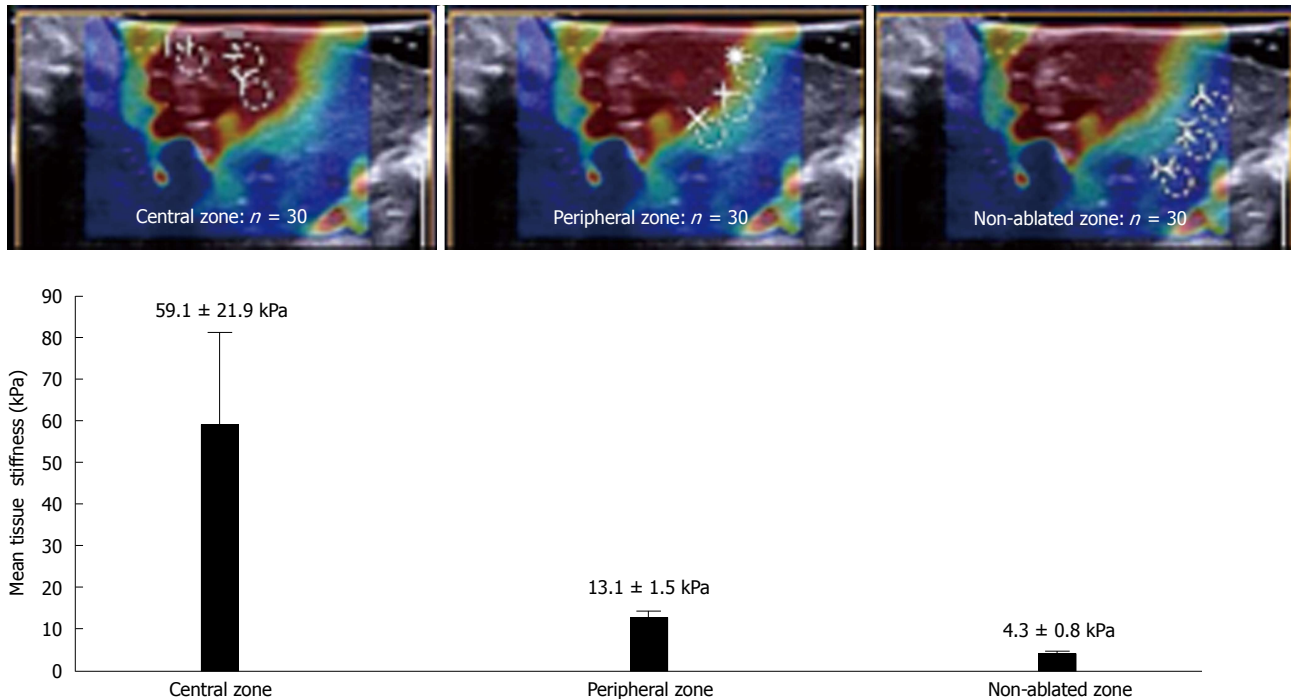 Central zone: n = 30
Peripheral zone: n = 30
Non-ablated zone: n = 30
Mean tissue stiffness (kPa)
90
80
70
60
50
40
30
20
10
0
59.1 ± 21.9 kPa
13.1 ± 1.5 kPa
4.3 ± 0.8 kPa
Central zone
Peripheral zone
Non-ablated zone